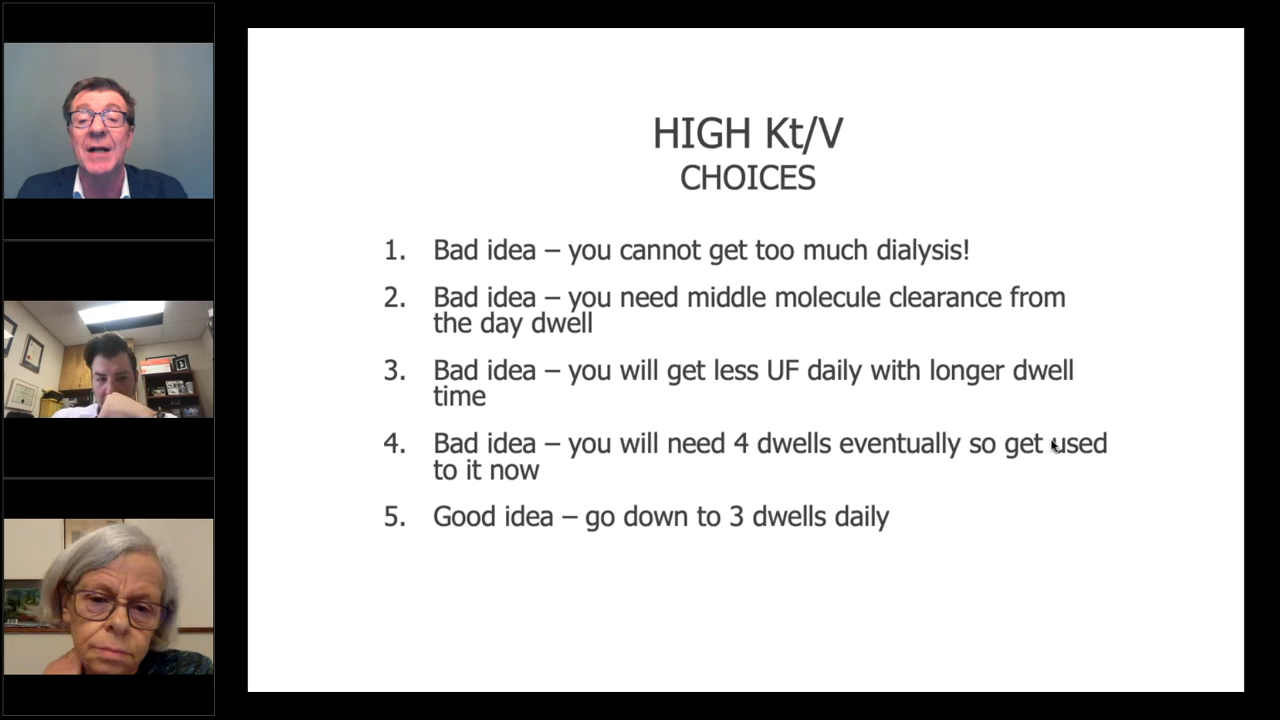 HIGH Kt/V
CHOICES
1. Bad idea – you cannot get too much dialysis!
2. Bad idea – you need middle molecule clearance from
the day dwell
3. Bad idea – you will get less UF daily with longer dwell
time
4. Bad idea – you will need 4 dwells eventually so get used
to it now
5. Good idea – go down to 3 dwells daily